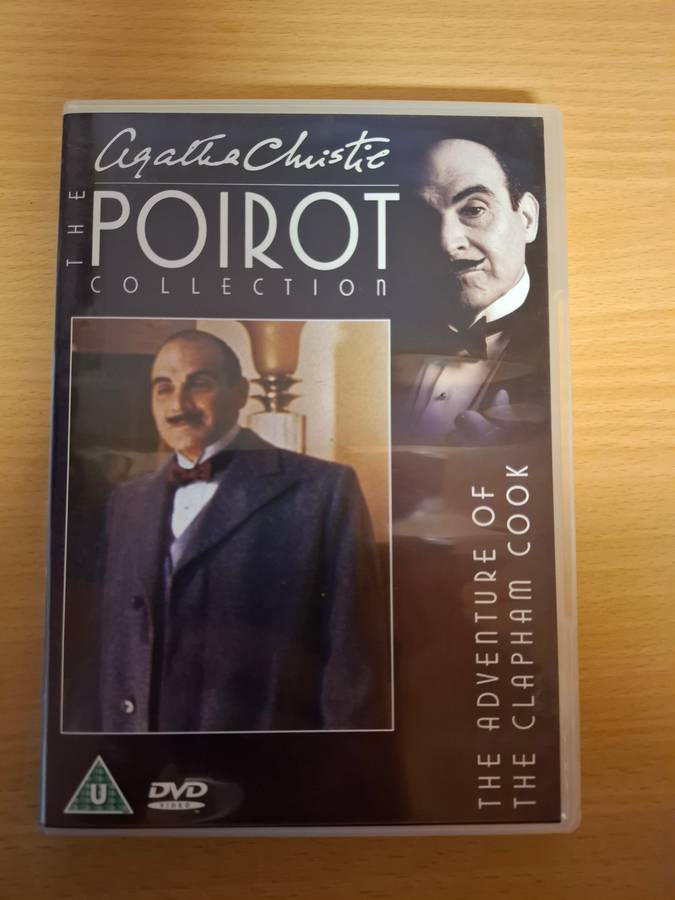 Agatha Christie
THE
POIROT
COLLECTION
THE ADVENTURE OF
THE CLAPHAM COOK
U
DVD
VIDEO